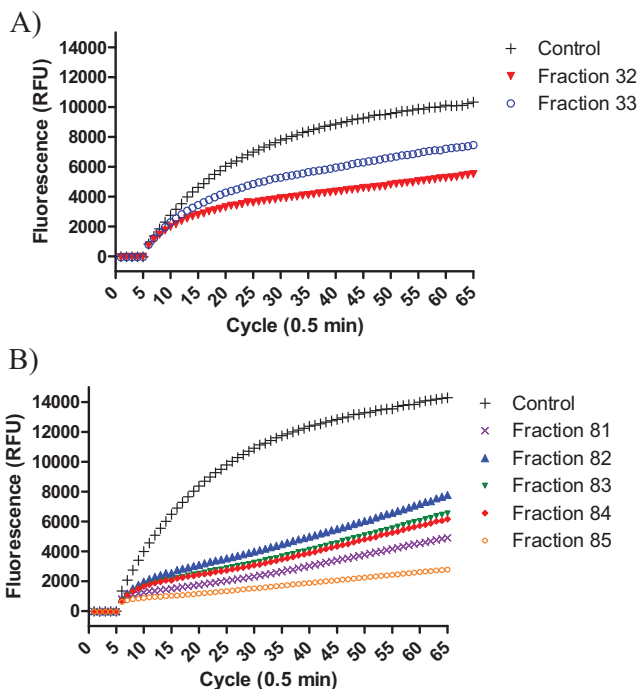 A)
14000
12000
10000
8000
6000
4000
2000
0
Fluorescence (RFU)
0 5 10 15 20 25 30 35 40 45 50 55 60 65
Cycle (0.5 min)
Control
Fraction 32
Fraction 33
B)
14000
12000
10000
8000
6000
4000
2000
0
Fluorescence (RFU)
0 5 10 15 20 25 30 35 40 45 50 55 60 65
Cycle (0.5 min)
Control
Fraction 81
Fraction 82
Fraction 83
Fraction 84
Fraction 85